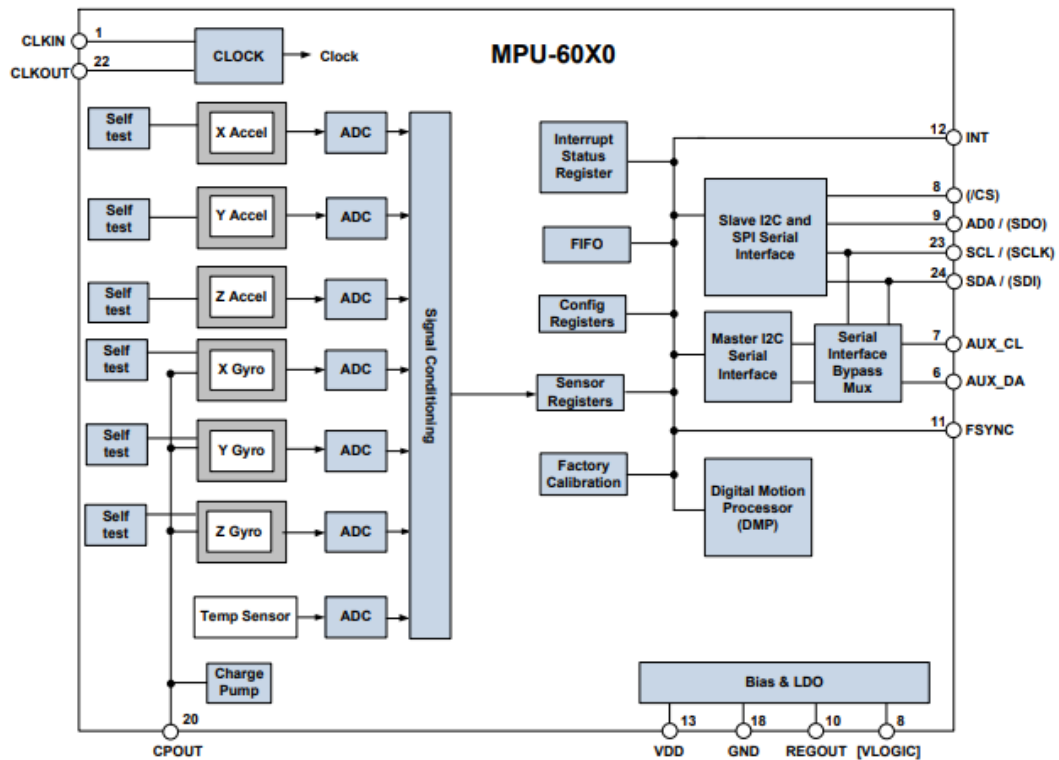 MPU-60X0
CLKIN
1
CLKOUT
22
CLOCK
Clock
Self
test
X Accel
ADC
Self
test
Y Accel
ADC
Self
test
Z Accel
ADC
Self
test
X Gyro
ADC
Self
test
Y Gyro
ADC
Self
test
Z Gyro
ADC
Temp Sensor
ADC
Signal Conditioning
Charge
Pump
20
CPOUT
Interrupt
Status
Register
FIFO
Config
Registers
Sensor
Registers
Factory
Calibration
Slave I2C and
SPI Serial
Interface
Master I2C
Serial
Interface
Serial
Interface
Bypass
Mux
Digital Motion
Processor
(DMP)
12
INT
8
(/CS)
9
AD0 / (SDO)
23
SCL / (SCLK)
24
SDA / (SDI)
7
AUX_CL
6
AUX_DA
11
FSYNC
Bias & LDO
13
VDD
18
GND
10
REGOUT
8
[VLOGIC]